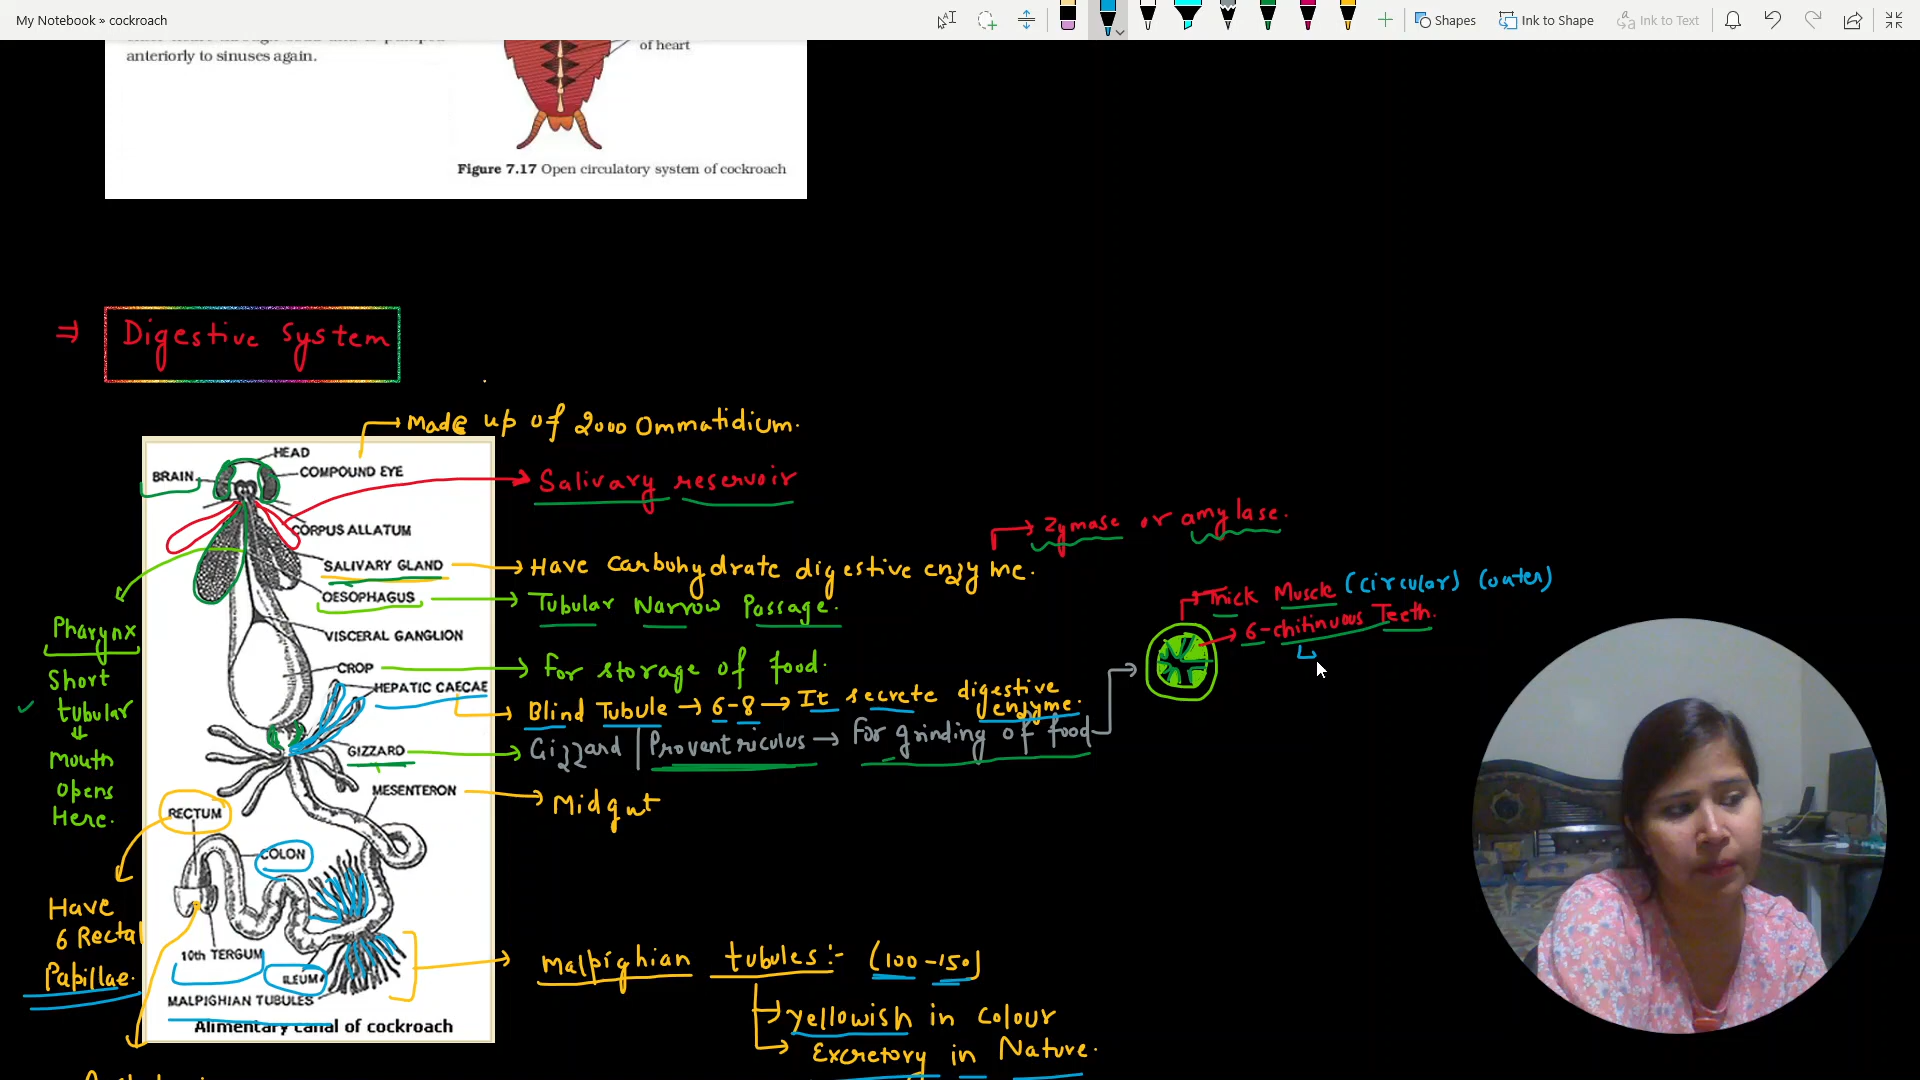 My Notebook » cockroach
Shapes
Ink to Shape
Ink to Text
anteriorly to sinuses again.
of heart
Figure 7.17 Open circulatory system of cockroach
⇒ Digestive System
Made up of 2000 Ommatidium.
HEAD
BRAIN
COMPOUND EYE
Salivary reservoir
CORPUS ALLATUM
Zymase or amylase.
SALIVARY GLAND
Have carbohydrate digestive enzyme.
OESOPHAGUS
Tubular Narrow Passage.
Thick Muscle (circular) (outer)
6-chitinuous Teeth.
Pharynx
Short
tubular
Mouth
opens
Here.
VISCERAL GANGLION
CROP
For storage of food.
HEPATIC CAECAE
Blind Tubule → 6-8 → It secrete digestive
enzyme.
GIZZARD
Gizzard | Proventriculus → For grinding of food
MESENTERON
Midgut
RECTUM
COLON
Have
6 Rectal
Papillae.
10th TERGUM
ILEUM
MALPIGHIAN TUBULES
Alimentary canal of cockroach
Malpighian tubules:- (100-150)
yellowish in colour
Excretory in Nature.